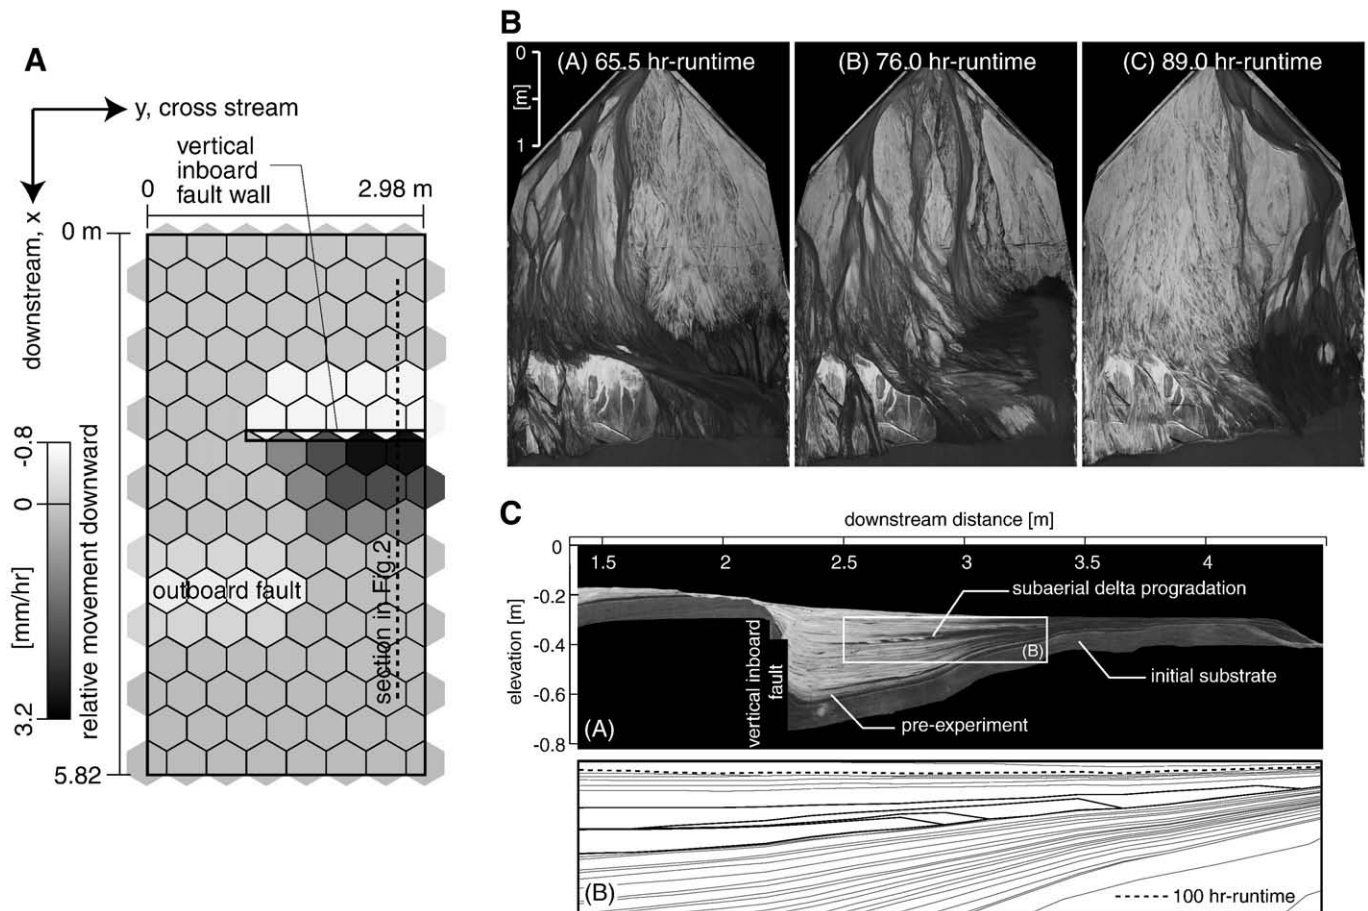 A
y, cross stream
vertical
inboard
fault wall
0
2.98 m
downstream, x
0 m
-0.8
0
[mm/hr]
3.2
relative movement downward
outboard fault
section in Fig.2
5.82
B
0
[m]
1
(A) 65.5 hr-runtime
(B) 76.0 hr-runtime
(C) 89.0 hr-runtime
C
downstream distance [m]
0
1.5
2
2.5
3
3.5
4
-0.2
-0.4
-0.6
-0.8
elevation [m]
subaerial delta progradation
(B)
vertical inboard
fault
initial substrate
pre-experiment
(A)
(B)
100 hr-runtime